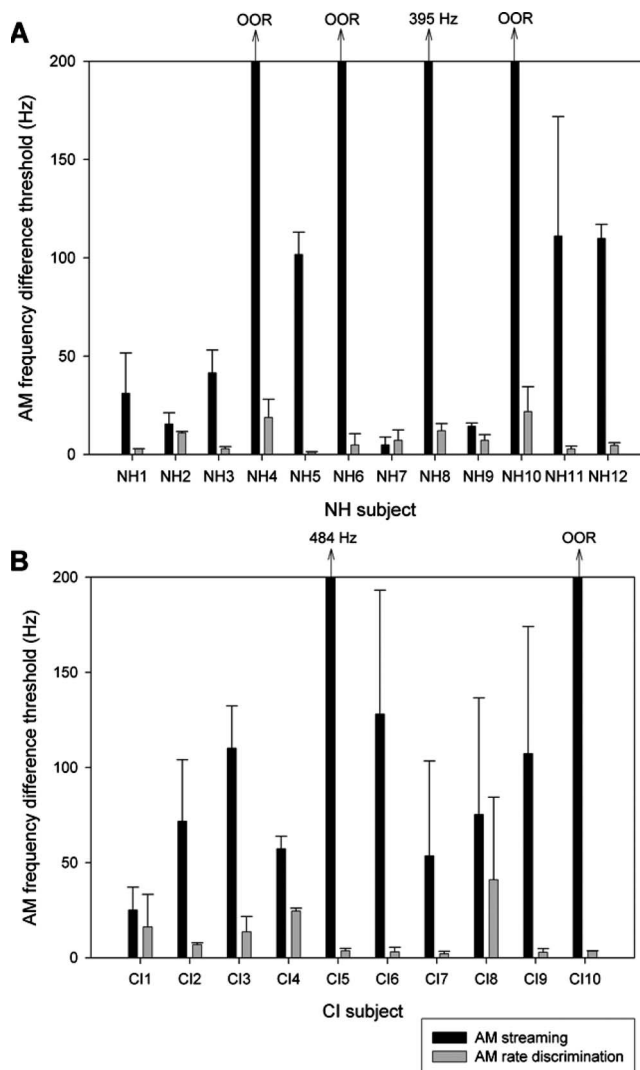 A
OOR OOR 395 Hz OOR
AM frequency difference threshold (Hz)
200
150
100
50
0
NH1 NH2 NH3 NH4 NH5 NH6 NH7 NH8 NH9 NH10 NH11 NH12
NH subject
B
484 Hz OOR
AM frequency difference threshold (Hz)
200
150
100
50
0
CI1 CI2 CI3 CI4 CI5 CI6 CI7 CI8 CI9 CI10
CI subject
AM streaming
AM rate discrimination